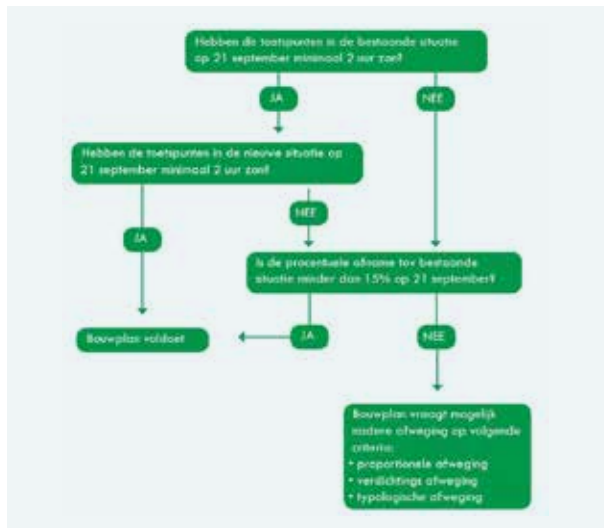 Hebben de toetspunten in de bestaande situatie
op 21 september minimaal 2 uur zon?
JA
NEE
Hebben de toetspunten in de nieuwe situatie op
21 september minimaal 2 uur zon?
NEE
JA
Is de procentuele afname tov bestaande
situatie minder dan 15% op 21 september?
Bouwplan voldoet
JA
NEE
Bouwplan vraagt mogelijk
nadere afweging op volgende
criteria:
• proportionele afweging
• verdichtings afweging
• typologische afweging